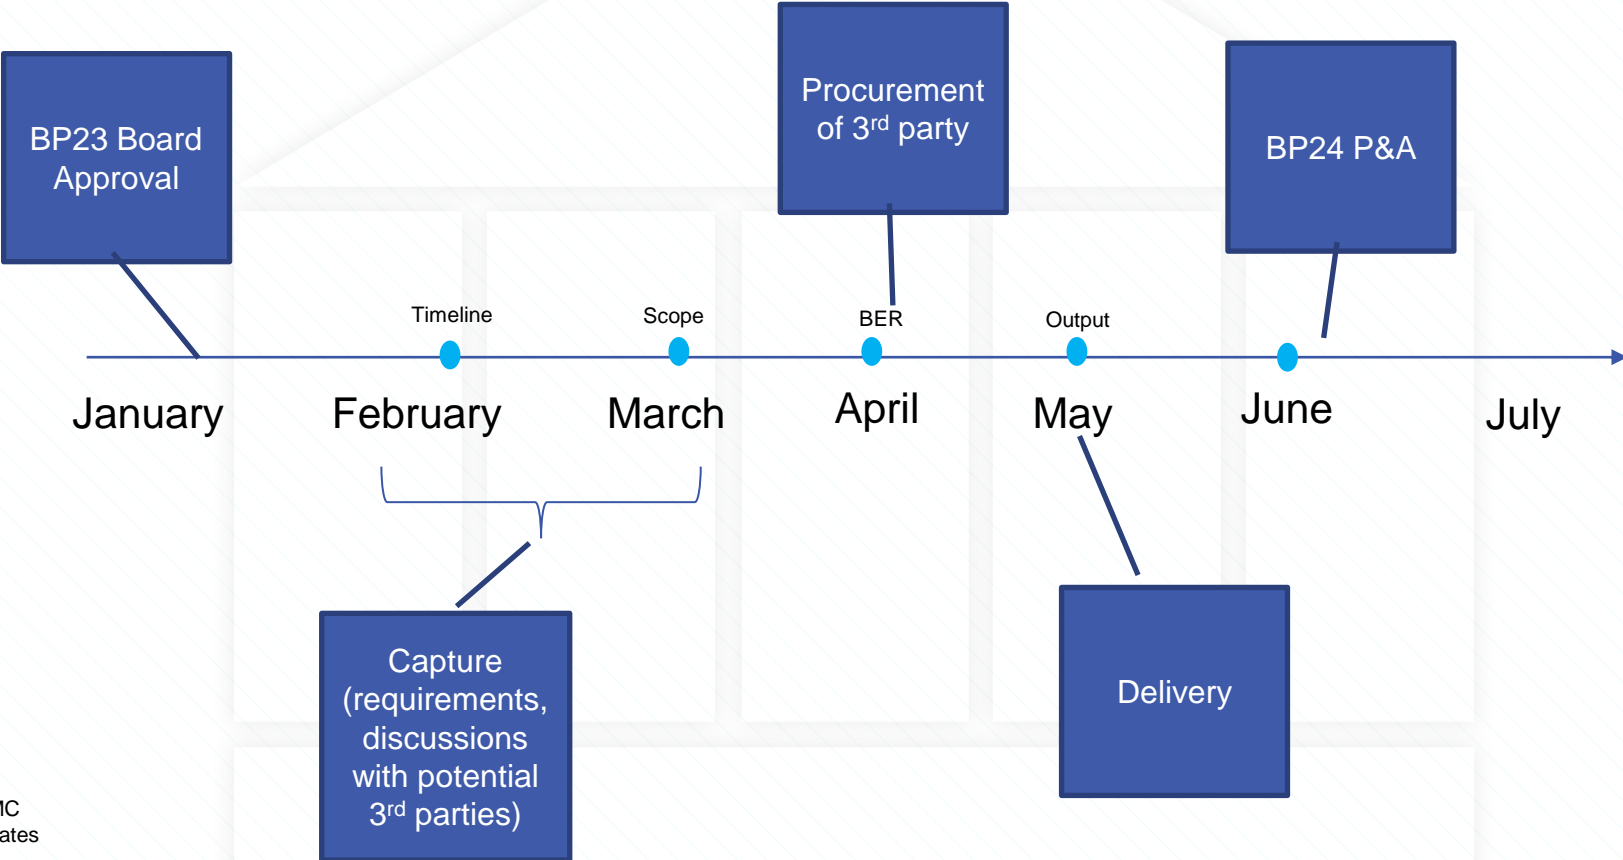 BP23 Board
Approval
Procurement
of 3rd party
BP24 P&A
Timeline
Scope
BER
Output
January
February
March
April
May
June
July
Capture
(requirements,
discussions
with potential
3rd parties)
Delivery